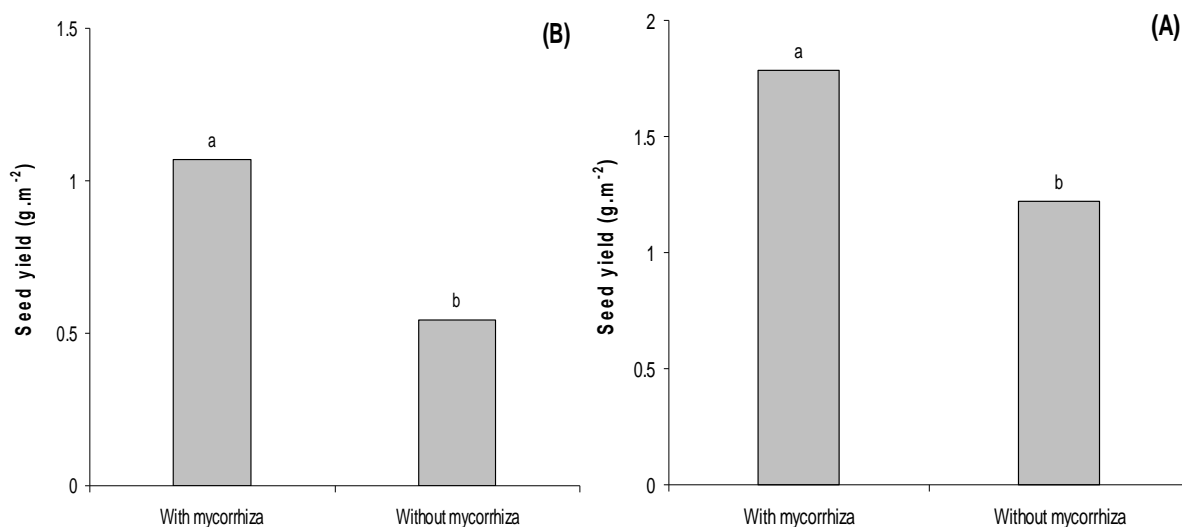 (B)
Seed yield (g.m⁻²)
1.5
1
0.5
0
a
b
With mycorrhiza
Without mycorrhiza
(A)
Seed yield (g.m⁻²)
2
1.5
1
0.5
0
a
b
With mycorrhiza
Without mycorrhiza